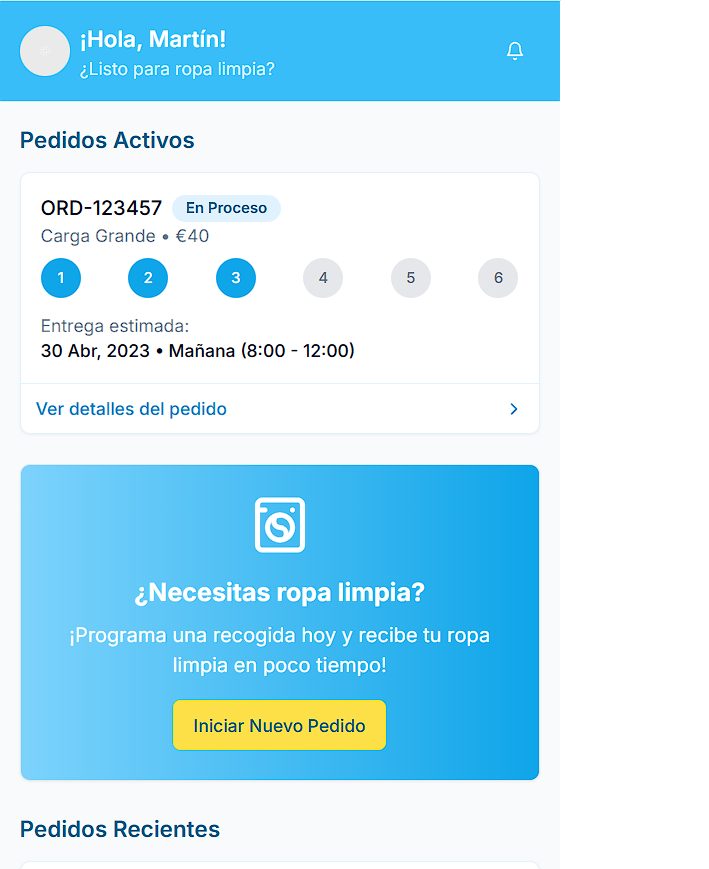 ¡Hola, Martín!
¿Listo para ropa limpia?
Pedidos Activos
ORD-123457 En Proceso
Carga Grande • €40
1 2 3 4 5 6
Entrega estimada:
30 Abr, 2023 • Mañana (8:00 - 12:00)
Ver detalles del pedido
¿Necesitas ropa limpia?
¡Programa una recogida hoy y recibe tu ropa
limpia en poco tiempo!
Iniciar Nuevo Pedido
Pedidos Recientes